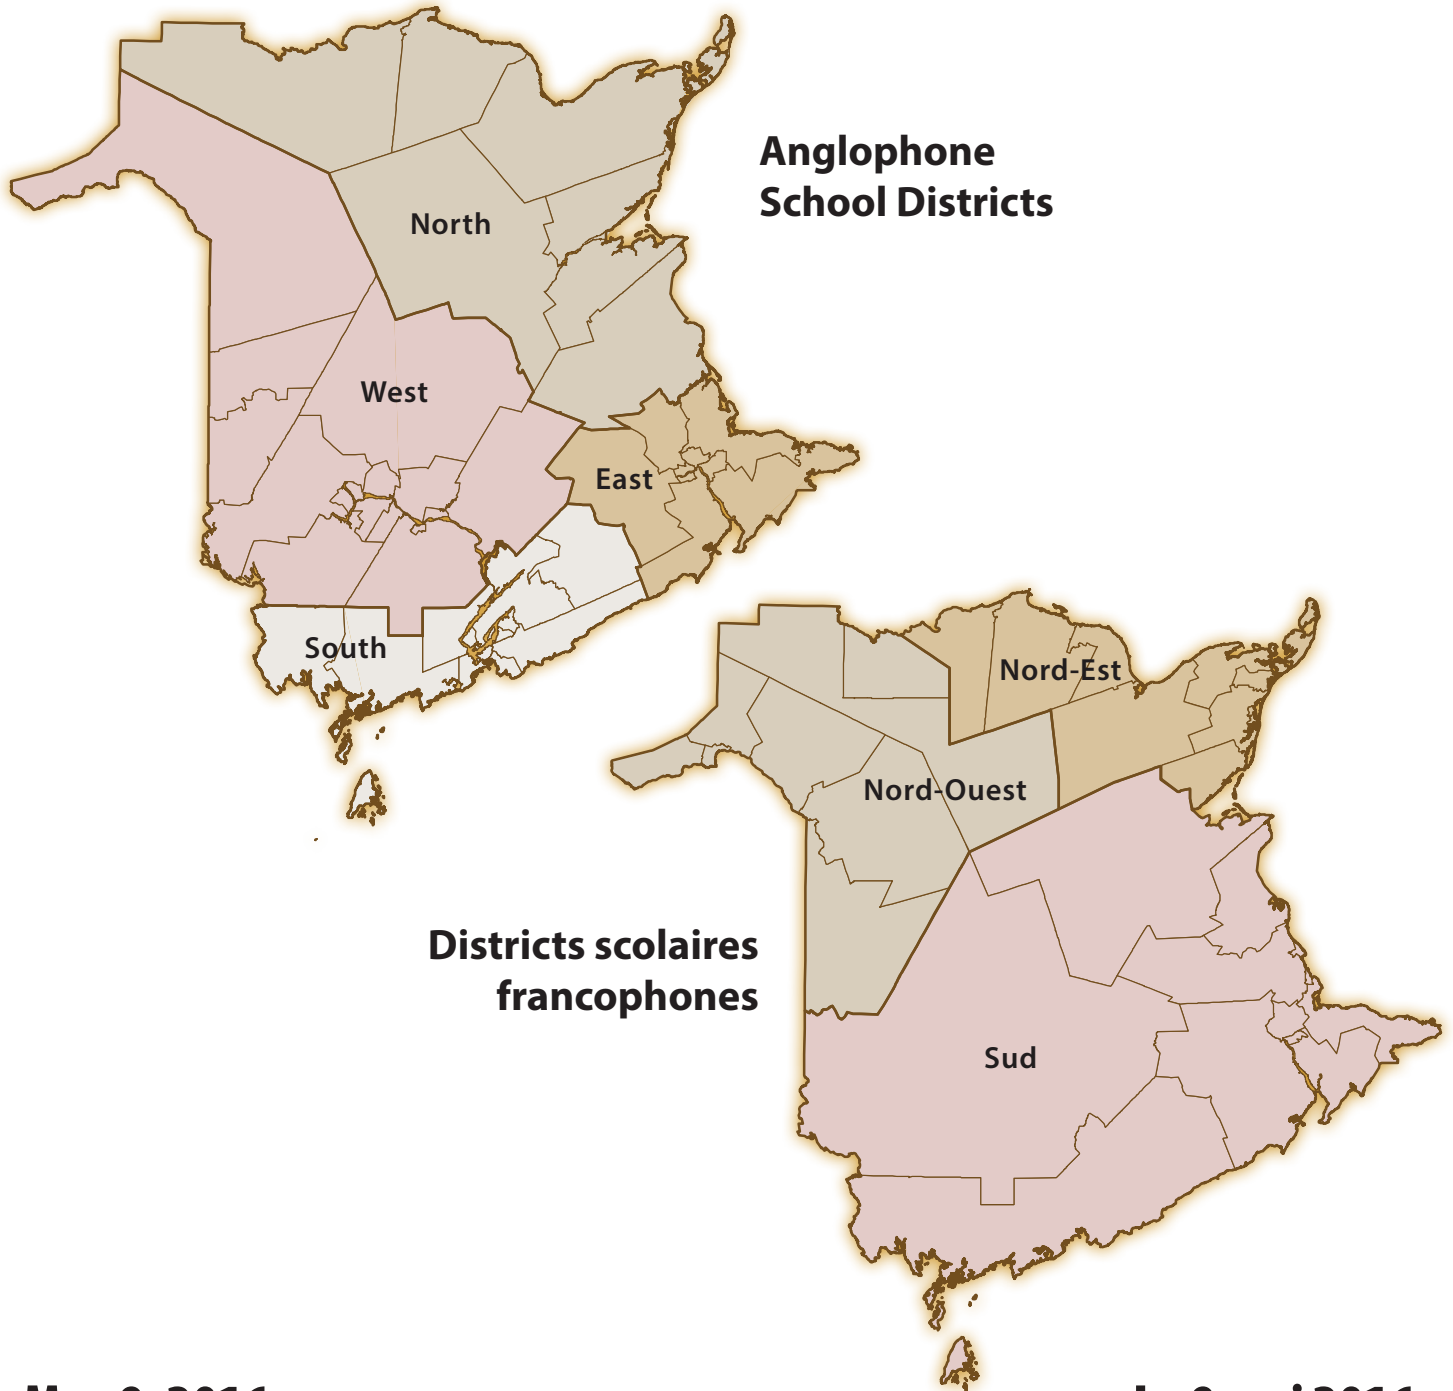 Anglophone
School Districts
North
West
East
South
Nord-Est
Nord-Ouest
Districts scolaires
francophones
Sud